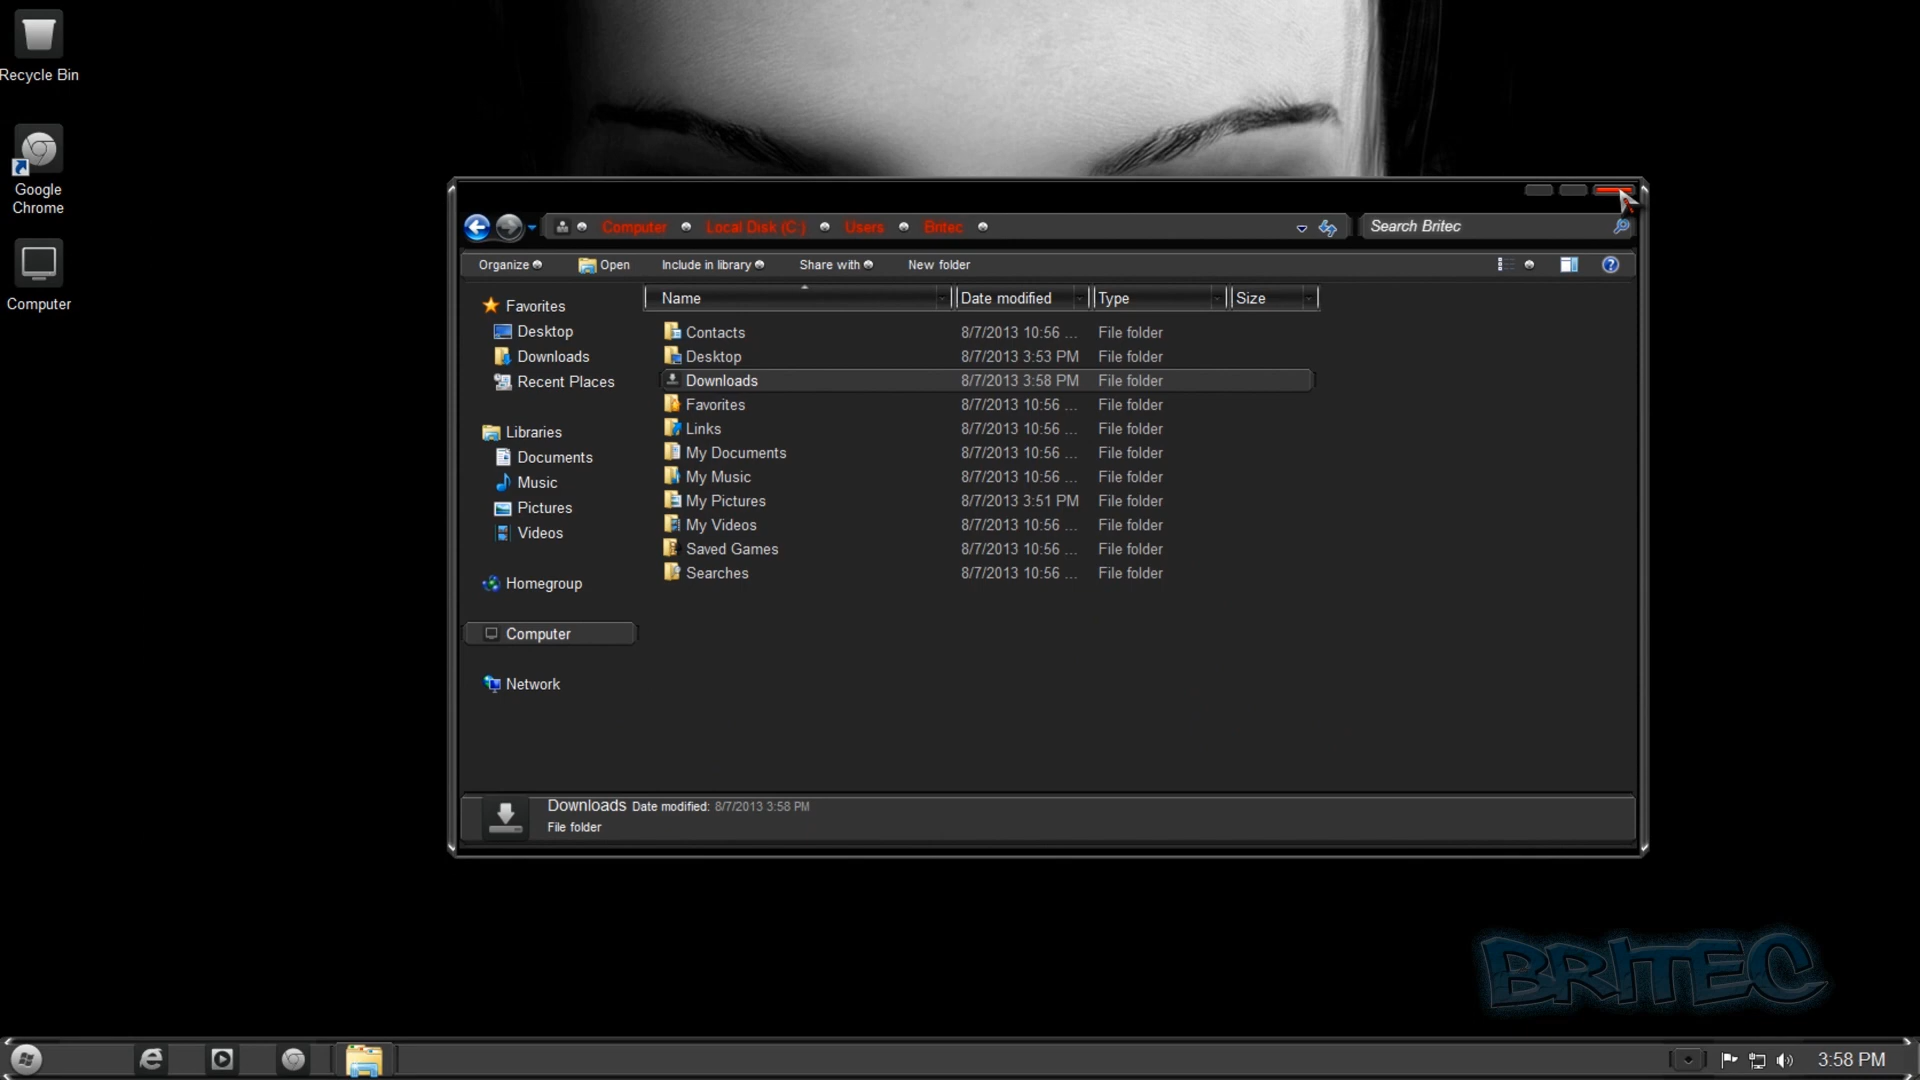 Recycle Bin
Google
Chrome
Computer
Computer Local Disk (C:) Users Britec
Search Britec
Organize Open Include in library Share with New folder
Name Date modified Type Size
Favorites
Desktop
Downloads
Recent Places
Libraries
Documents
Music
Pictures
Videos
Homegroup
Computer
Network
Contacts 8/7/2013 10:56 ... File folder
Desktop 8/7/2013 3:53 PM File folder
Downloads 8/7/2013 3:58 PM File folder
Favorites 8/7/2013 10:56 ... File folder
Links 8/7/2013 10:56 ... File folder
My Documents 8/7/2013 10:56 ... File folder
My Music 8/7/2013 10:56 ... File folder
My Pictures 8/7/2013 3:51 PM File folder
My Videos 8/7/2013 10:56 ... File folder
Saved Games 8/7/2013 10:56 ... File folder
Searches 8/7/2013 10:56 ... File folder
Downloads Date modified: 8/7/2013 3:58 PM
File folder
BRITEC
3:58 PM